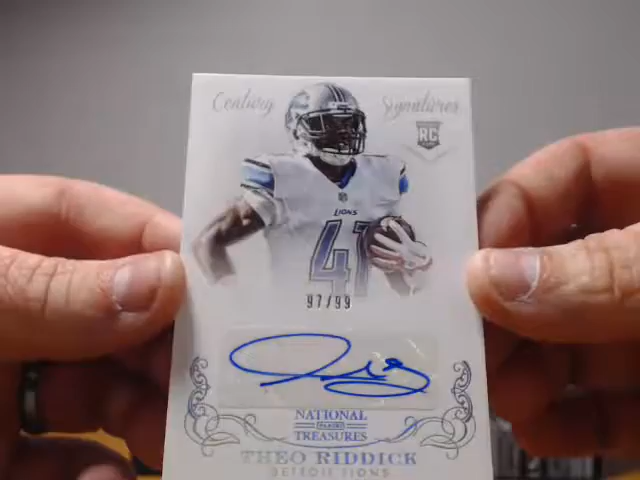 Century Signatures
RC
LIONS
41
97/99
NATIONAL
PANINI
TREASURES
THEO RIDDICK
DETROIT LIONS